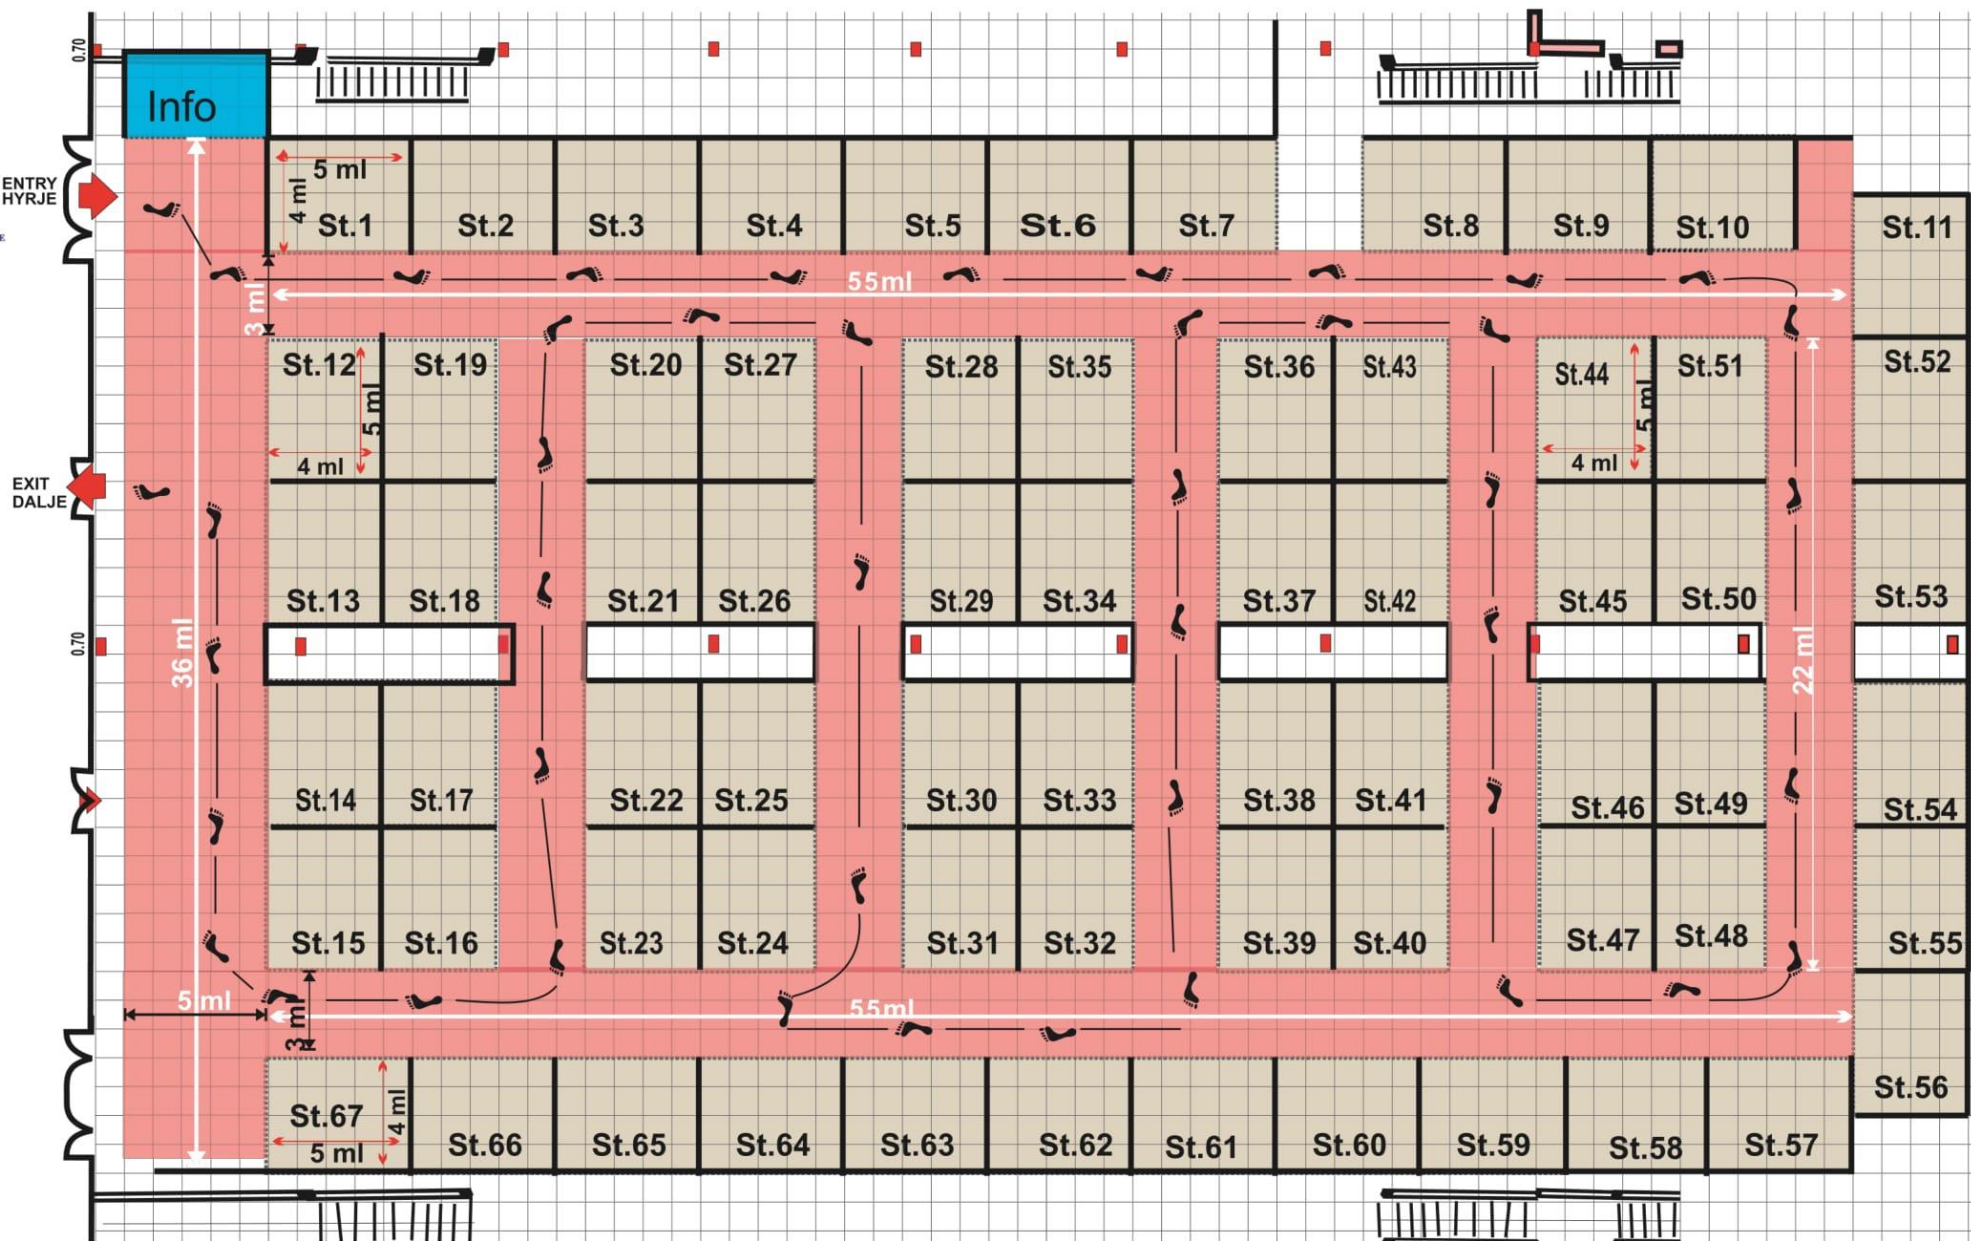 0.70
Info
ENTRY
HYRJE
E
5 ml
4 ml
St.1
St.2
St.3
St.4
St.5
St.6
St.7
St.8
St.9
St.10
St.11
3 ml
55ml
St.12
St.19
St.20
St.27
St.28
St.35
St.36
St.43
St.44
St.51
St.52
5 ml
4 ml
5 ml
4 ml
EXIT
DALJE
St.13
St.18
St.21
St.26
St.29
St.34
St.37
St.42
St.45
St.50
St.53
0.70
36 ml
22 ml
St.14
St.17
St.22
St.25
St.30
St.33
St.38
St.41
St.46
St.49
St.54
St.15
St.16
St.23
St.24
St.31
St.32
St.39
St.40
St.47
St.48
St.55
5 ml
3 ml
55ml
St.67
4 ml
5 ml
St.66
St.65
St.64
St.63
St.62
St.61
St.60
St.59
St.58
St.57
St.56